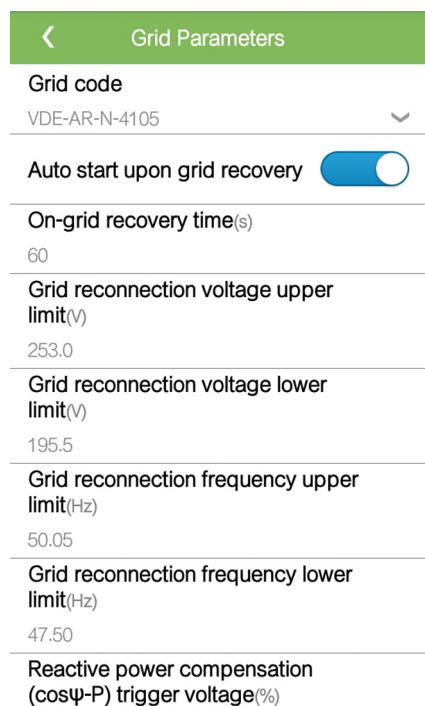 Grid Parameters
Grid code
VDE-AR-N-4105
Auto start upon grid recovery
On-grid recovery time(s)
60
Grid reconnection voltage upper
limit(V)
253.0
Grid reconnection voltage lower
limit(V)
195.5
Grid reconnection frequency upper
limit(Hz)
50.05
Grid reconnection frequency lower
limit(Hz)
47.50
Reactive power compensation
(cosψ-P) trigger voltage(%)